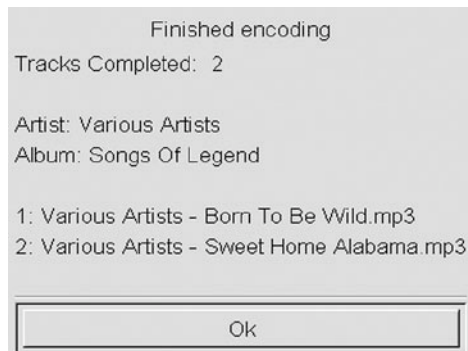 Finished encoding
Tracks Completed: 2
Artist: Various Artists
Album: Songs Of Legend
1: Various Artists - Born To Be Wild.mp3
2: Various Artists - Sweet Home Alabama.mp3
Ok